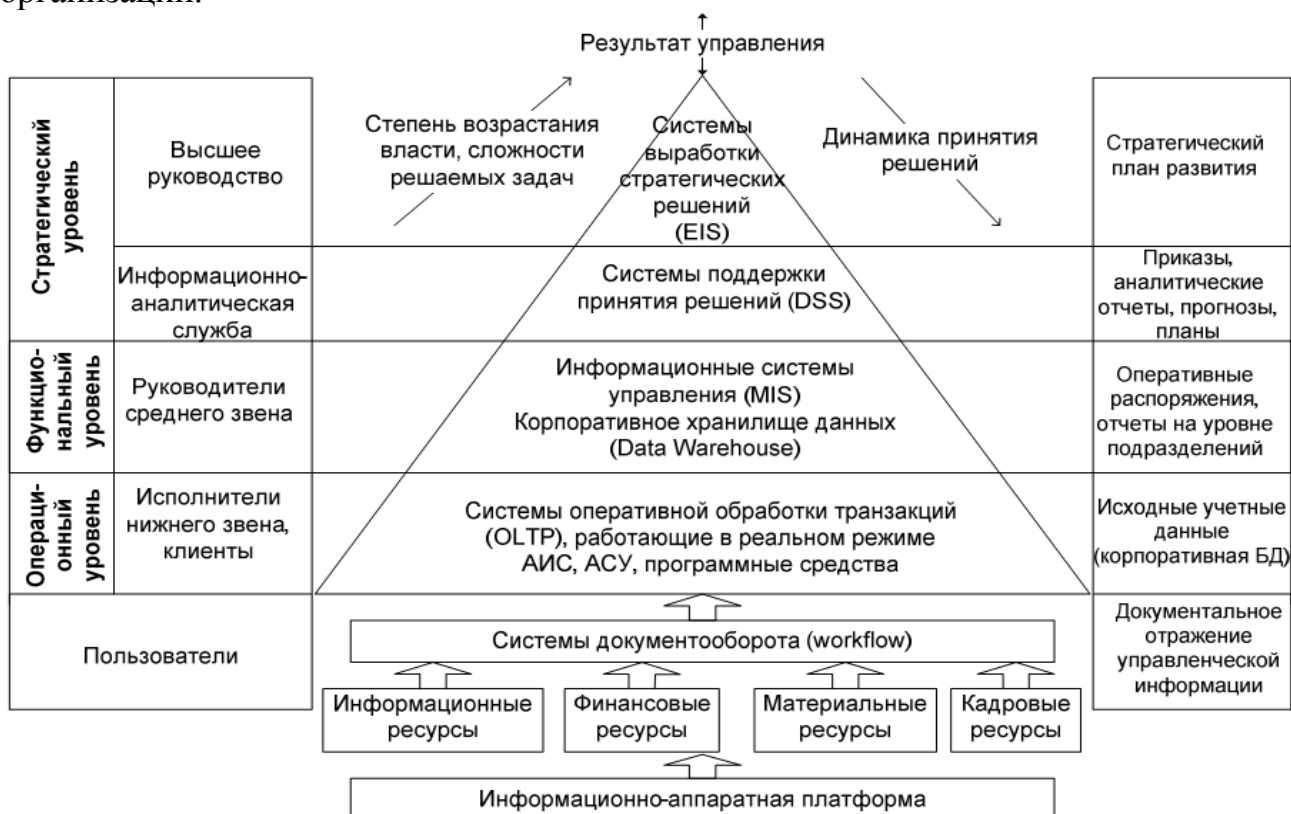 организации.
Результат управления
Стратегический
уровень
Высшее
руководство
Степень возрастания
власти, сложности
решаемых задач
Системы
выработки
стратегических
решений
(EIS)
Динамика принятия
решений
Стратегический
план развития
Информационно-
аналитическая
служба
Системы поддержки
принятия решений (DSS)
Приказы,
аналитические
отчеты, прогнозы,
планы
Функцио-
нальный
уровень
Руководители
среднего звена
Информационные системы
управления (MIS)
Корпоративное хранилище данных
(Data Warehouse)
Оперативные
распоряжения,
отчеты на уровне
подразделений
Операци-
онный
уровень
Исполнители
нижнего звена,
клиенты
Системы оперативной обработки транзакций
(OLTP), работающие в реальном режиме
АИС, АСУ, программные средства
Исходные учетные
данные
(корпоративная БД)
Пользователи
Системы документооборота (workflow)
Документальное
отражение
управленческой
информации
Информационные
ресурсы
Финансовые
ресурсы
Материальные
ресурсы
Кадровые
ресурсы
Информационно-аппаратная платформа